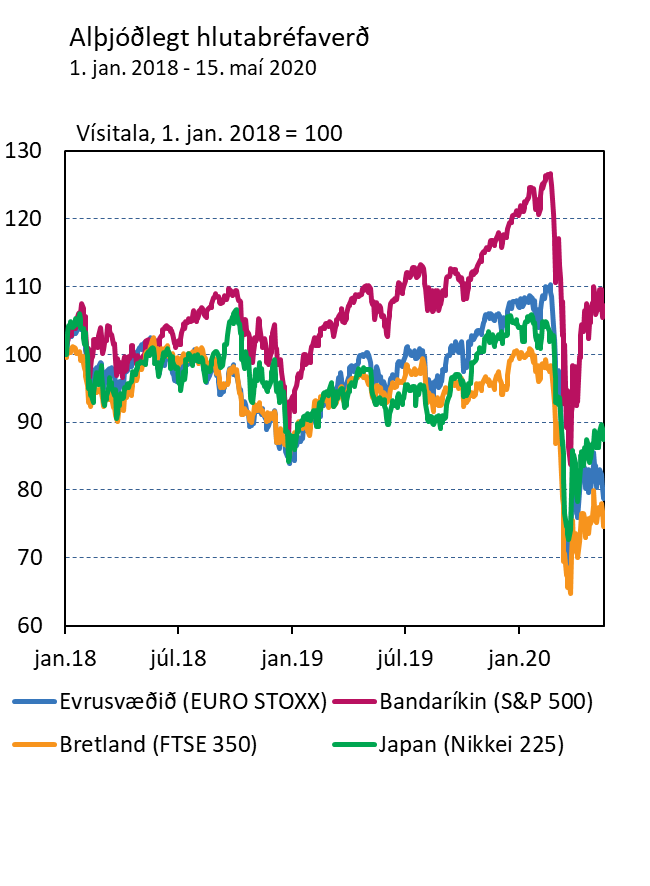 Alþjóðlegt hlutabréfaverð
1. jan. 2018 - 15. maí 2020
Vísitala, 1. jan. 2018 = 100
130
120
110
100
90
80
70
60
jan.18 júl.18 jan.19 júl.19 jan.20
Evrusvæðið (EURO STOXX) Bandaríkin (S&P 500)
Bretland (FTSE 350) Japan (Nikkei 225)